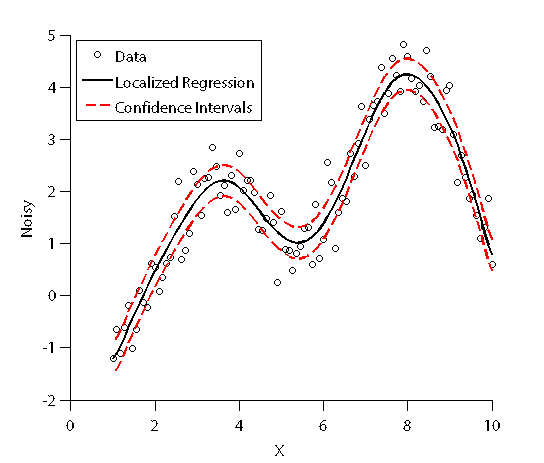 5
Data
Localized Regression
Confidence Intervals
4
3
2
1
0
-1
-2
Noisy
0
2
4
6
8
10
X